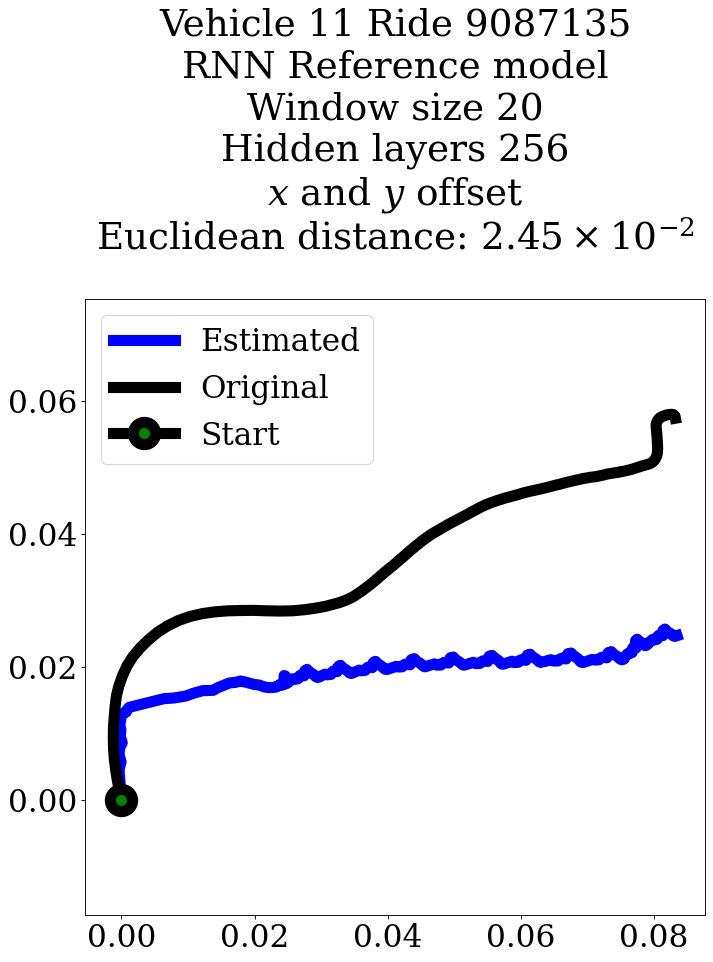 Vehicle 11 Ride 9087135
RNN Reference model
Window size 20
Hidden layers 256
x and y offset
Euclidean distance: 2.45 × 10⁻²
Estimated
Original
Start
0.06
0.04
0.02
0.00
0.00 0.02 0.04 0.06 0.08